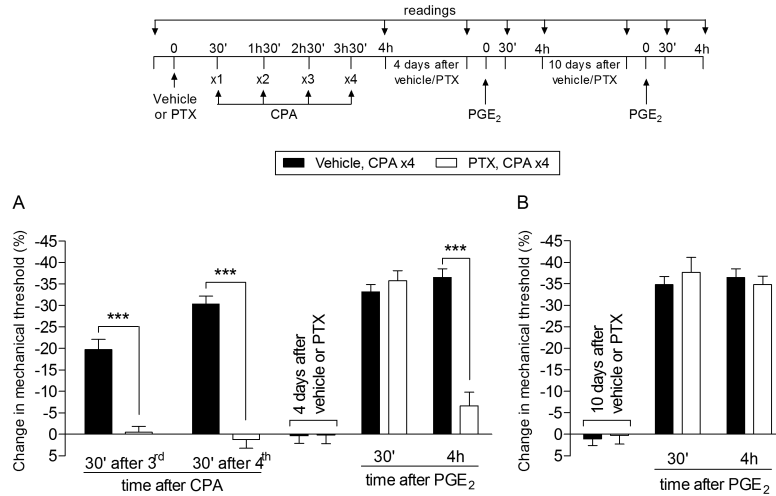 readings
0 30' 1h30' 2h30' 3h30' 4h 0 30' 4h 0 30' 4h
x1 x2 x3 x4
4 days after
vehicle/PTX
10 days after
vehicle/PTX
Vehicle
or PTX
CPA
PGE2
PGE2
Vehicle, CPA x4
PTX, CPA x4
A
Change in mechanical threshold (%)
-45
-40
-35
-30
-25
-20
-15
-10
-5
0
5
***
***
***
4 days after
vehicle or PTX
30' after 3rd
30' after 4th
time after CPA
30'
4h
time after PGE2
B
Change in mechanical threshold (%)
-45
-40
-35
-30
-25
-20
-15
-10
-5
0
5
10 days after
vehicle or PTX
30'
4h
time after PGE2